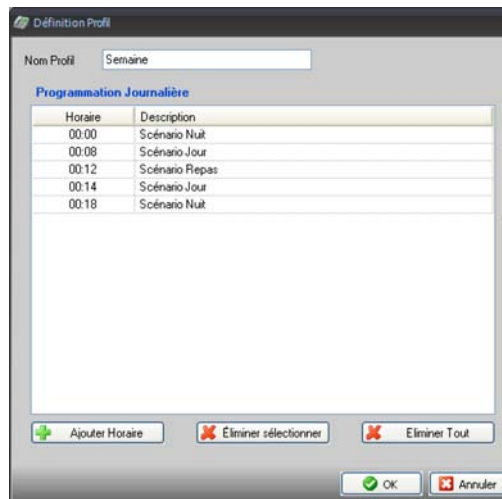 Définition Profil
Nom Profil Semaine
Programmation Journalière
Horaire Description
00:00 Scénario Nuit
00:08 Scénario Jour
00:12 Scénario Repas
00:14 Scénario Jour
00:18 Scénario Nuit
Ajouter Horaire Éliminer sélectionner Eliminer Tout
OK Annuler